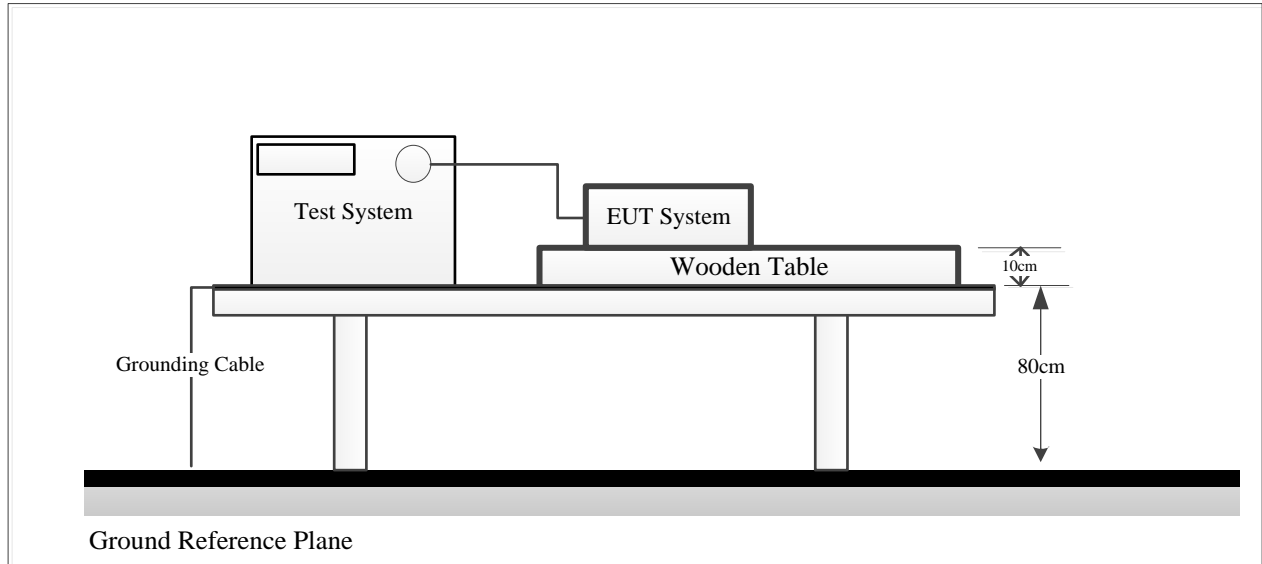 Test System
EUT System
Wooden Table
10cm
Grounding Cable
80cm
Ground Reference Plane